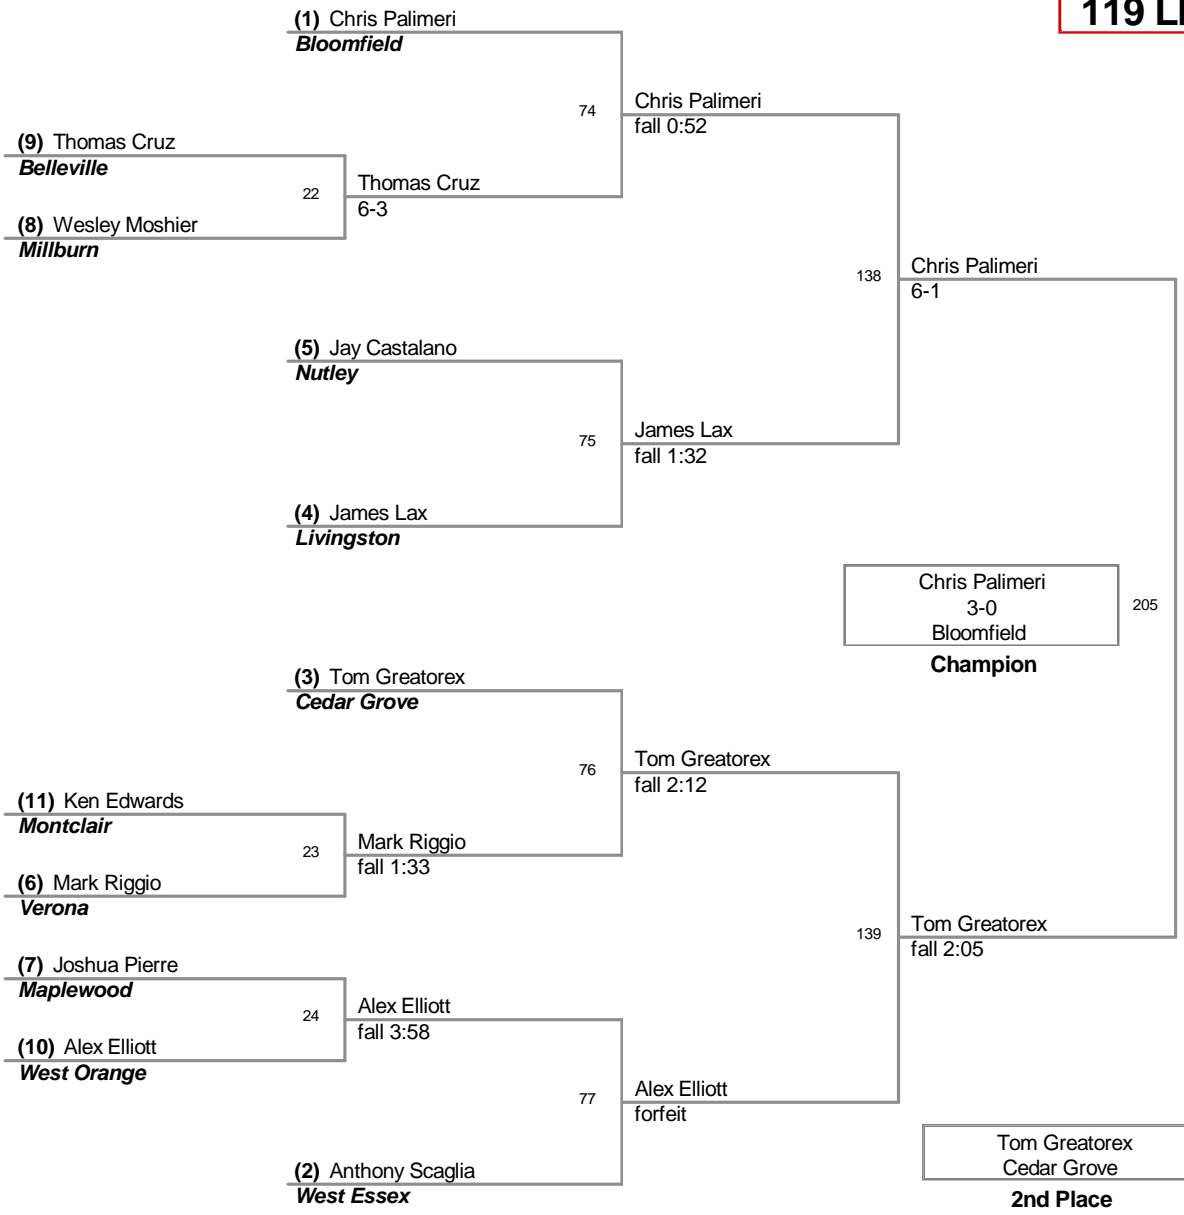 119 L
(1) Chris Palimeri
Bloomfield
74
Chris Palimeri
fall 0:52
(9) Thomas Cruz
Belleville
22
Thomas Cruz
6-3
(8) Wesley Moshier
Millburn
138
Chris Palimeri
6-1
(5) Jay Castalano
Nutley
75
James Lax
fall 1:32
(4) James Lax
Livingston
Chris Palimeri
3-0
Bloomfield
205
Champion
(3) Tom Greatorex
Cedar Grove
76
Tom Greatorex
fall 2:12
(11) Ken Edwards
Montclair
23
Mark Riggio
fall 1:33
(6) Mark Riggio
Verona
139
Tom Greatorex
fall 2:05
(7) Joshua Pierre
Maplewood
24
Alex Elliott
fall 3:58
(10) Alex Elliott
West Orange
77
Alex Elliott
forfeit
(2) Anthony Scaglia
West Essex
Tom Greatorex
Cedar Grove
2nd Place